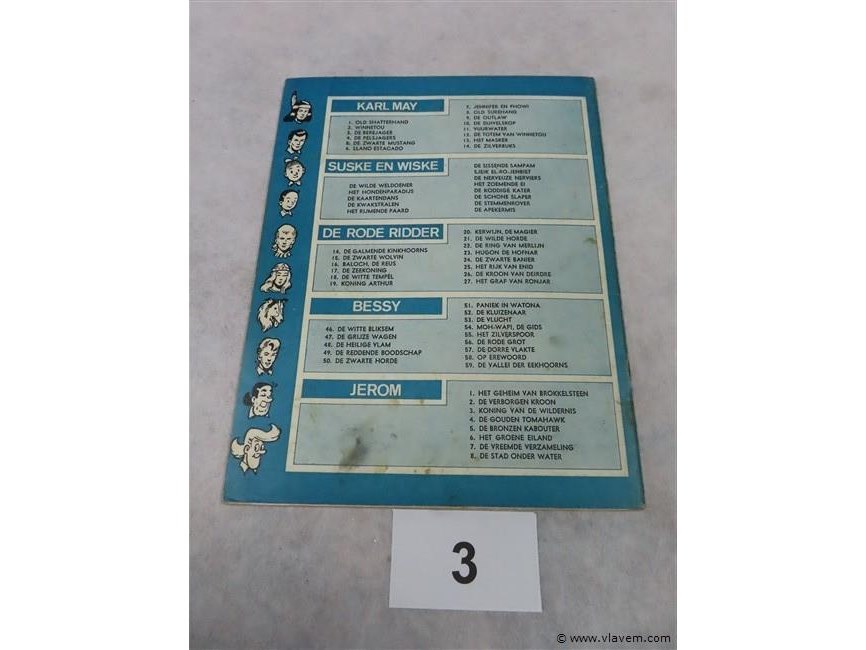 KARL MAY
1. OLD SHATTERHAND
2. WINNETOU
3. DE BEREJAGER
4. DE PELSJAGERS
5. DE ZWARTE MUSTANG
6. LLANO ESTACADO
7. JENNIFER EN PHOWI
8. OLD SUREHAND
9. DE OUTLAW
10. DE DUIVELSKOP
11. VUURWATER
12. DE TOTEM VAN WINNETOU
13. HET MASKER
14. DE ZILVERBUKS
SUSKE EN WISKE
DE WILDE WELDOENER
HET HONDENPARADIJS
DE KAARTENDANS
DE KWAKSTRALEN
HET RIJMENDE PAARD
DE SISSENDE SAMPAM
SJEIK EL-RO-JENBIET
DE NERVEUZE NERVIERS
HET ZOEMENDE EI
DE RODDIGE KATER
DE SCHONE SLAPER
DE STEMMENROVER
DE APEKERMIS
DE RODE RIDDER
14. DE GALMENDE KINKHOORNS
15. DE ZWARTE WOLVIN
16. BALOCH, DE REUS
17. DE ZEEKONING
18. DE WITTE TEMPEL
19. KONING ARTHUR
20. KERWIJN, DE MAGIER
21. DE WILDE HORDE
22. DE RING VAN MERLIJN
23. HUGON DE HOFNAR
24. DE ZWARTE BANIER
25. HET RIJK VAN ENID
26. DE KROON VAN DEIRDRE
27. HET GRAF VAN RONJAR
BESSY
46. DE WITTE BLIKSEM
47. DE GRIJZE WAGEN
48. DE HEILIGE VLAM
49. DE REDDENDE BOODSCHAP
50. DE ZWARTE HORDE
51. PANIEK IN WATONA
52. DE KLUIZENAAR
53. DE VLUCHT
54. MOH-WAPI, DE GIDS
55. HET ZILVERSPOOR
56. DE RODE GROT
57. DE DORRE VLAKTE
58. OP EREWOORD
59. DE VALLEI DER EEKHOORNS
JEROM
1. HET GEHEIM VAN BROKKELSTEEN
2. DE VERBORGEN KROON
3. KONING VAN DE WILDERNIS
4. DE GOUDEN TOMAHAWK
5. DE BRONZEN KABOUTER
6. HET GROENE EILAND
7. DE VREEMDE VERZAMELING
8. DE STAD ONDER WATER
3
© www.vlavem.com